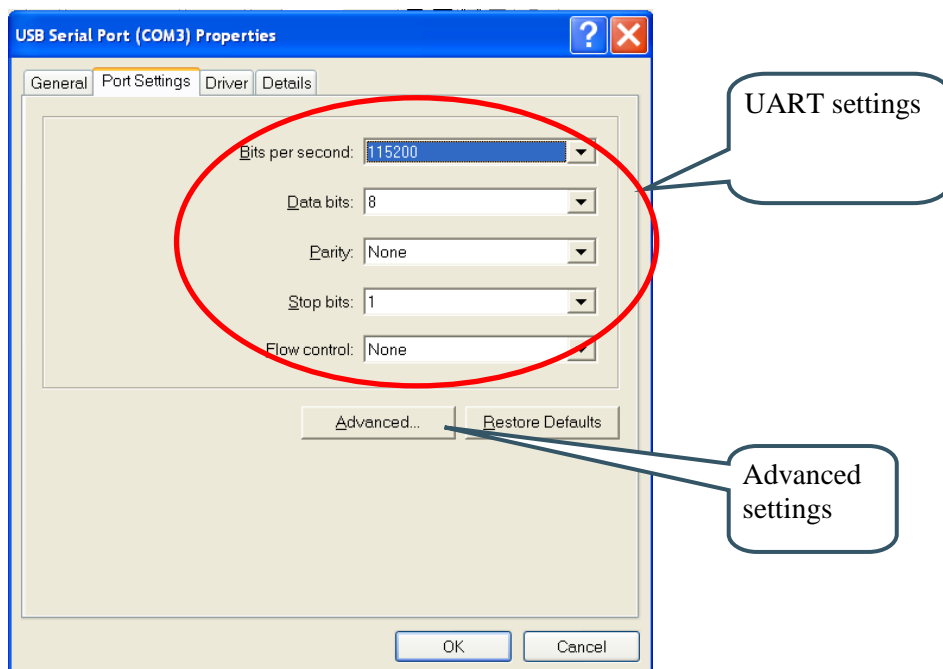 USB Serial Port (COM3) Properties
?
General Port Settings Driver Details
Bits per second: 115200
Data bits: 8
Parity: None
Stop bits: 1
Flow control: None
Advanced... Restore Defaults
OK Cancel
UART settings
Advanced
settings